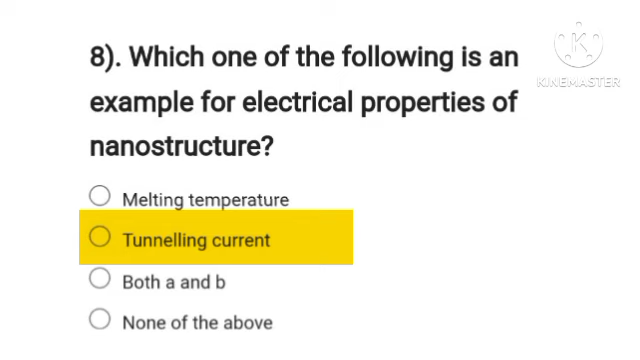 KINEMASTER
8). Which one of the following is an
example for electrical properties of
nanostructure?
Melting temperature
Tunnelling current
Both a and b
None of the above